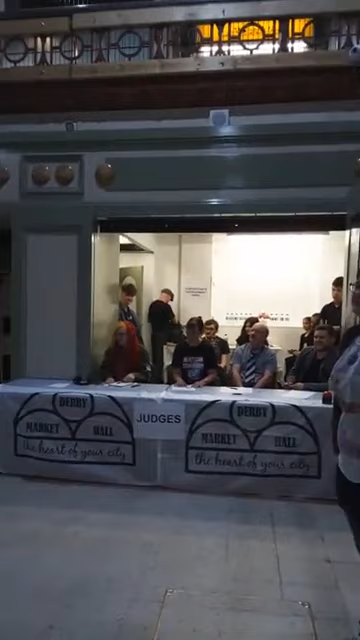 JUDGES
DERBY
MARKET HALL
the heart of your city
DERBY
MARKET HALL
the heart of your city